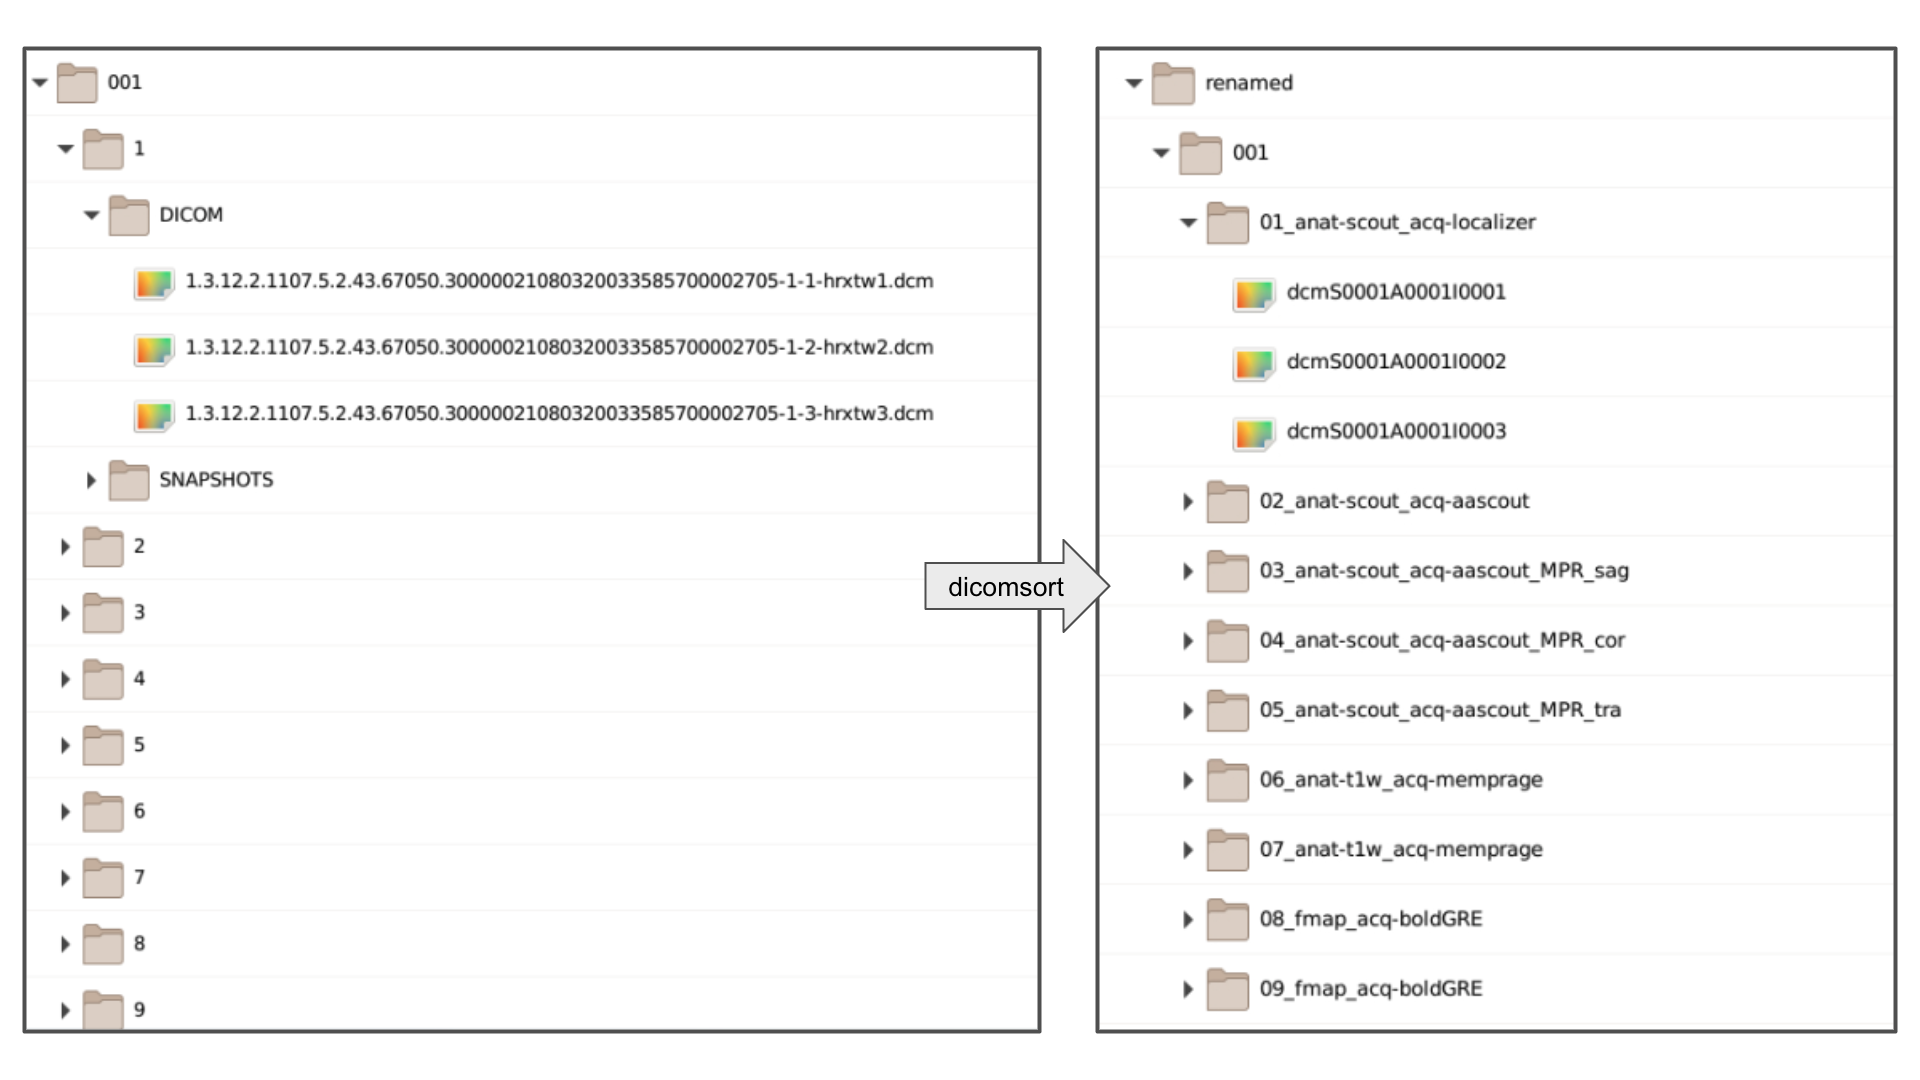 001
1
DICOM
1.3.12.2.1107.5.2.43.67050.30000021080320033585700002705-1-1-hrxtw1.dcm
1.3.12.2.1107.5.2.43.67050.30000021080320033585700002705-1-2-hrxtw2.dcm
1.3.12.2.1107.5.2.43.67050.30000021080320033585700002705-1-3-hrxtw3.dcm
SNAPSHOTS
2
3
4
5
6
7
8
9
dicomsort
renamed
001
01_anat-scout_acq-localizer
dcmS0001A0001I0001
dcmS0001A0001I0002
dcmS0001A0001I0003
02_anat-scout_acq-aascout
03_anat-scout_acq-aascout_MPR_sag
04_anat-scout_acq-aascout_MPR_cor
05_anat-scout_acq-aascout_MPR_tra
06_anat-t1w_acq-memprage
07_anat-t1w_acq-memprage
08_fmap_acq-boldGRE
09_fmap_acq-boldGRE